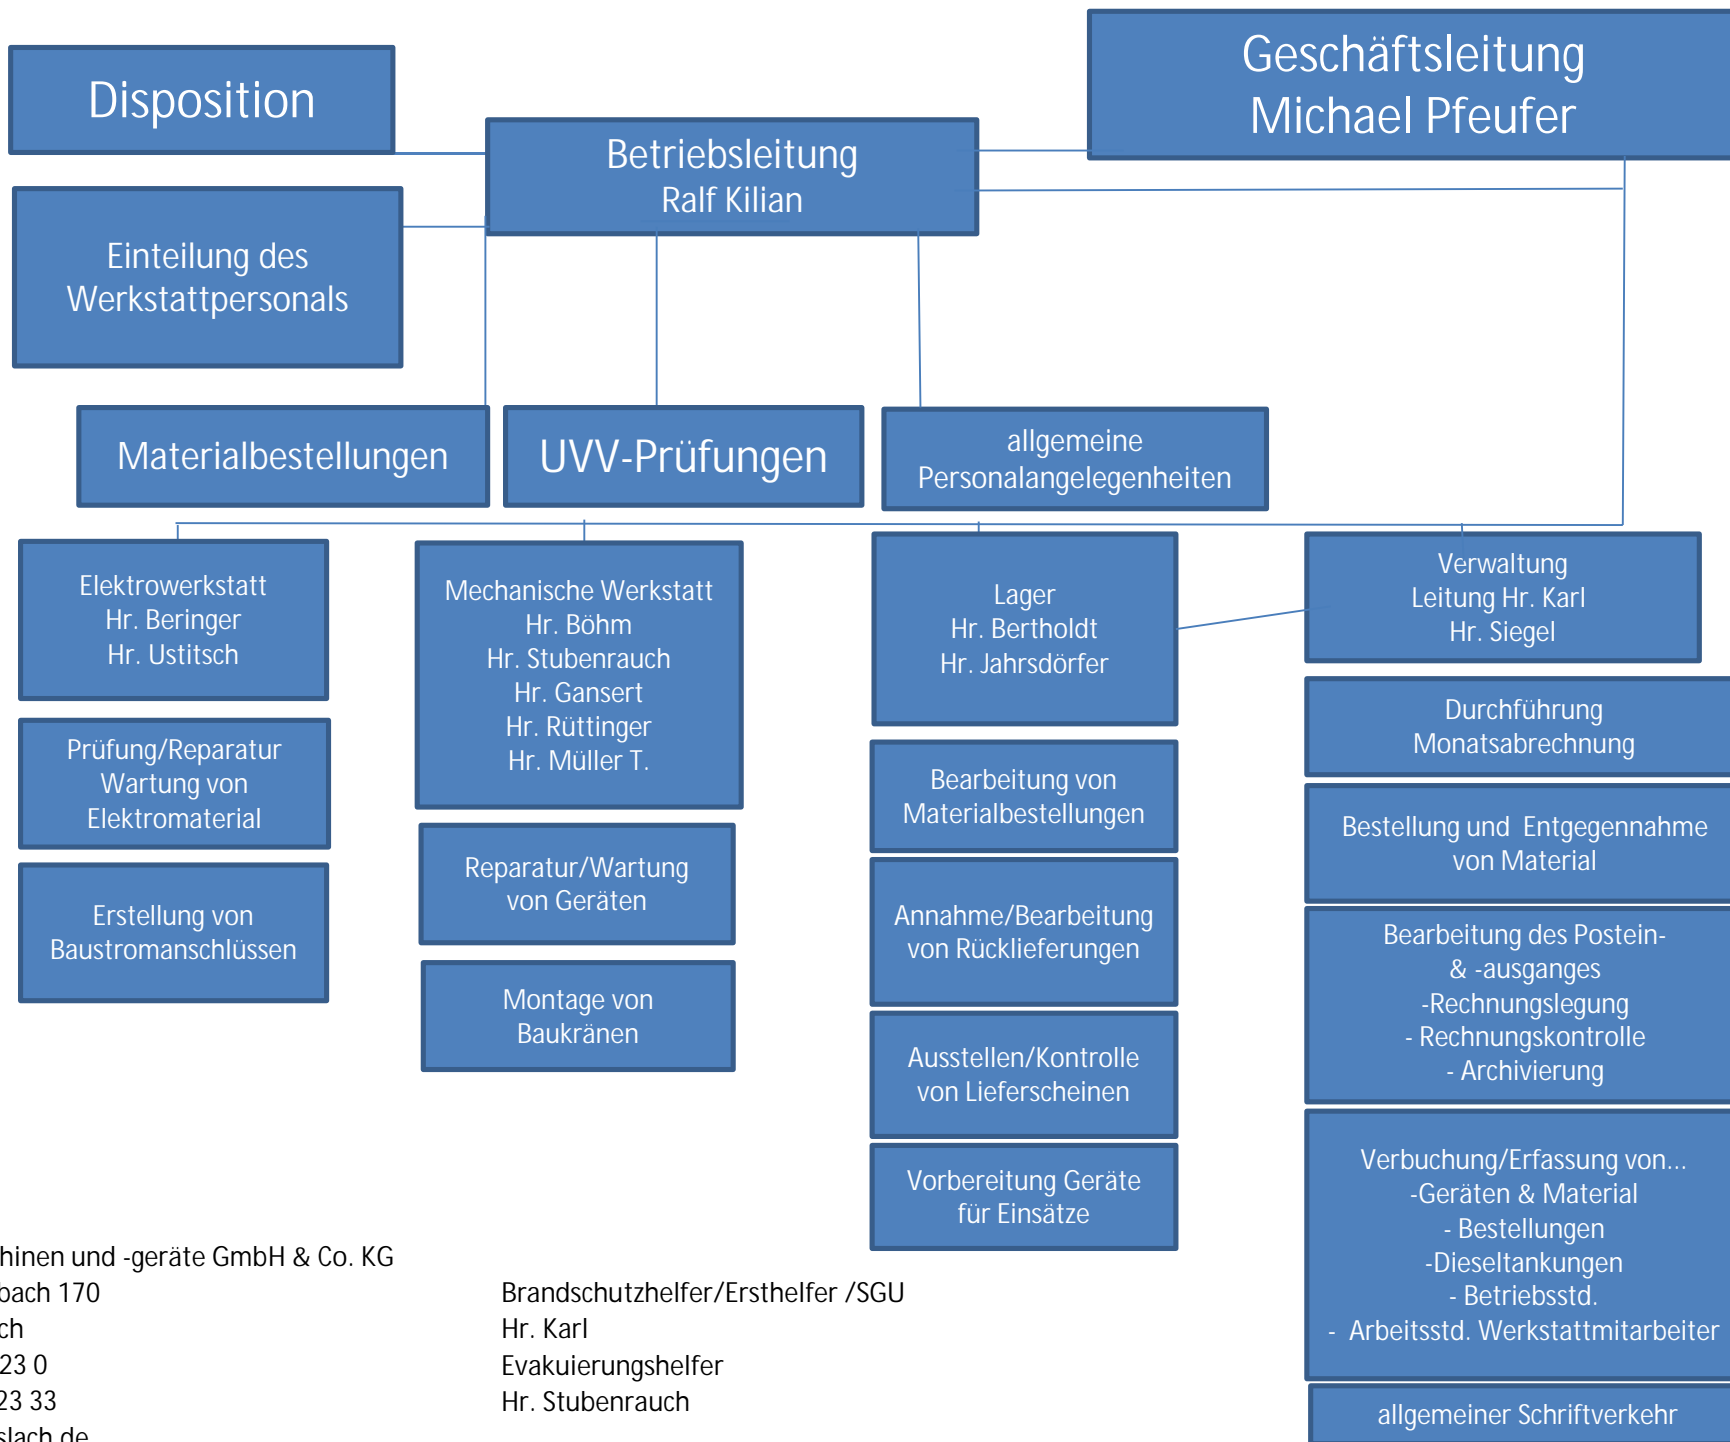 Disposition
Geschäftsleitung
Michael Pfeufer
Betriebsleitung
Ralf Kilian
Einteilung des
Werkstattpersonals
Materialbestellungen
UVV-Prüfungen
allgemeine
Personalangelegenheiten
Elektrowerkstatt
Hr. Beringer
Hr. Ustitsch
Prüfung/Reparatur
Wartung von
Elektromaterial
Erstellung von
Baustromanschlüssen
Mechanische Werkstatt
Hr. Böhm
Hr. Stubenrauch
Hr. Gansert
Hr. Rüttinger
Hr. Müller T.
Reparatur/Wartung
von Geräten
Montage von
Baukränen
Lager
Hr. Bertholdt
Hr. Jahrsdörfer
Bearbeitung von
Materialbestellungen
Annahme/Bearbeitung
von Rücklieferungen
Ausstellen/Kontrolle
von Lieferscheinen
Vorbereitung Geräte
für Einsätze
Verwaltung
Leitung Hr. Karl
Hr. Siegel
Durchführung
Monatsabrechnung
Bestellung und Entgegennahme
von Material
Bearbeitung des Postein-
& -ausganges
-Rechnungslegung
- Rechnungskontrolle
- Archivierung
Verbuchung/Erfassung von...
-Geräten & Material
- Bestellungen
-Dieseltankungen
- Betriebsstd.
- Arbeitsstd. Werkstattmitarbeiter
allgemeiner Schriftverkehr
hinen und -geräte GmbH & Co. KG
bach 170
ch
23 0
23 33
slach.de
Brandschutzhelfer/Ersthelfer /SGU
Hr. Karl
Evakuierungshelfer
Hr. Stubenrauch